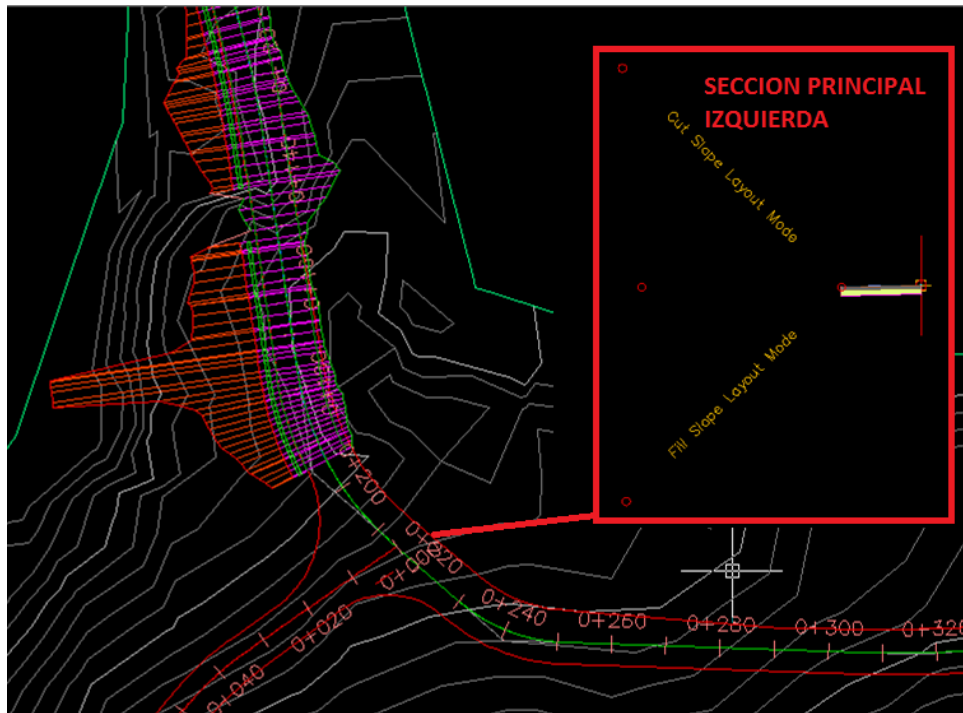 SECCION PRINCIPAL
IZQUIERDA
Cut Slope Layout Mode
Fill Slope Layout Mode
0+200
0+220
0+000
0+020
0+040
0+240
0+260
0+280
0+300
0+320